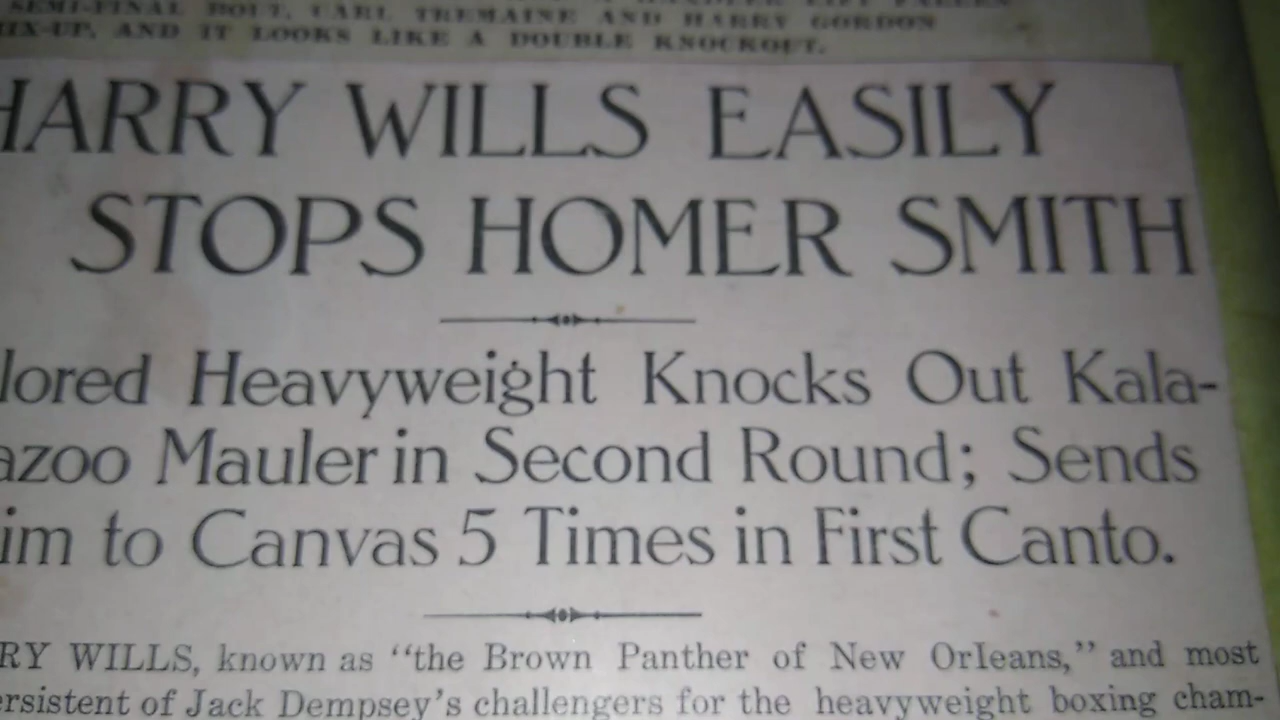 SEMI-FINAL BOUT, CARL TREMAINE AND HARRY GORDON
IX-UP, AND IT LOOKS LIKE A DOUBLE KNOCKOUT.
HARRY WILLS EASILY
STOPS HOMER SMITH
lored Heavyweight Knocks Out Kala-
azoo Mauler in Second Round; Sends
im to Canvas 5 Times in First Canto.
RY WILLS, known as "the Brown Panther of New Orleans," and most
ersistent of Jack Dempsey's challengers for the heavyweight boxing cham-